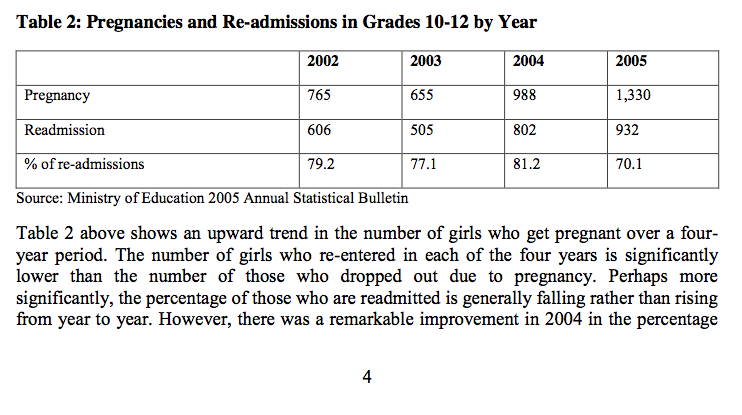 Table 2: Pregnancies and Re-admissions in Grades 10-12 by Year
2002 2003 2004 2005
Pregnancy 765 655 988 1,330
Readmission 606 505 802 932
% of re-admissions 79.2 77.1 81.2 70.1
Source: Ministry of Education 2005 Annual Statistical Bulletin
Table 2 above shows an upward trend in the number of girls who get pregnant over a four-
year period. The number of girls who re-entered in each of the four years is significantly
lower than the number of those who dropped out due to pregnancy. Perhaps more
significantly, the percentage of those who are readmitted is generally falling rather than rising
from year to year. However, there was a remarkable improvement in 2004 in the percentage
4